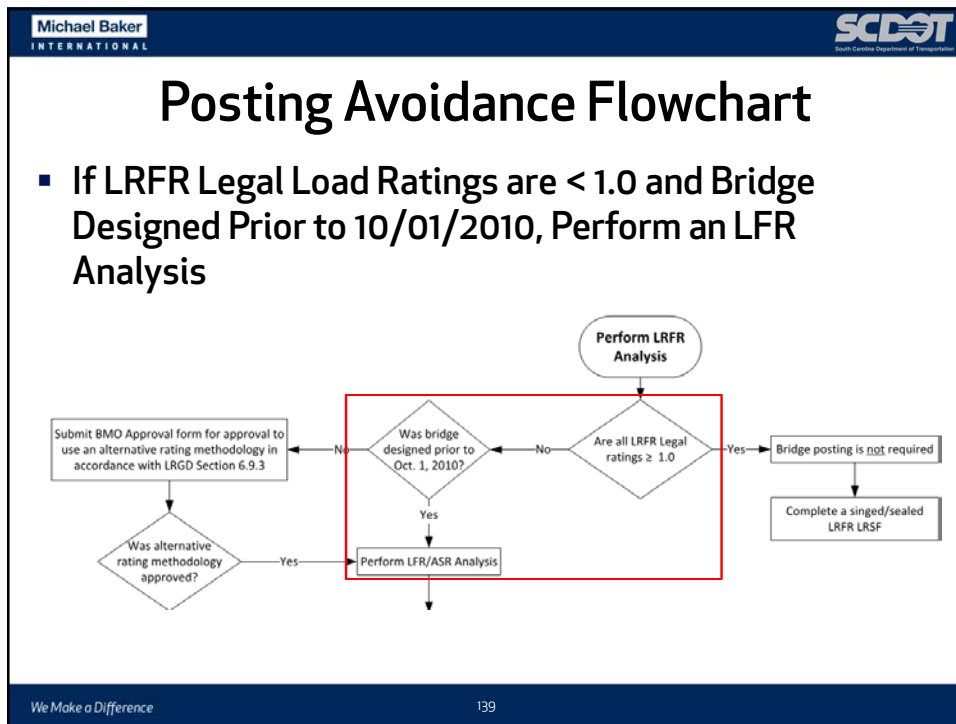 Michael Baker
INTERNATIONAL
SCDOT
South Carolina Department of Transportation
Posting Avoidance Flowchart
▪ If LRFR Legal Load Ratings are < 1.0 and Bridge
Designed Prior to 10/01/2010, Perform an LFR
Analysis
Perform LRFR
Analysis
Are all LRFR Legal
ratings ≥ 1.0
Yes
Bridge posting is not required
Complete a singed/sealed
LRFR LRSF
No
Was bridge
designed prior to
Oct. 1, 2010?
No
Submit BMO Approval form for approval to
use an alternative rating methodology in
accordance with LRGD Section 6.9.3
Yes
Was alternative
rating methodology
approved?
Yes
Perform LFR/ASR Analysis
We Make a Difference
139